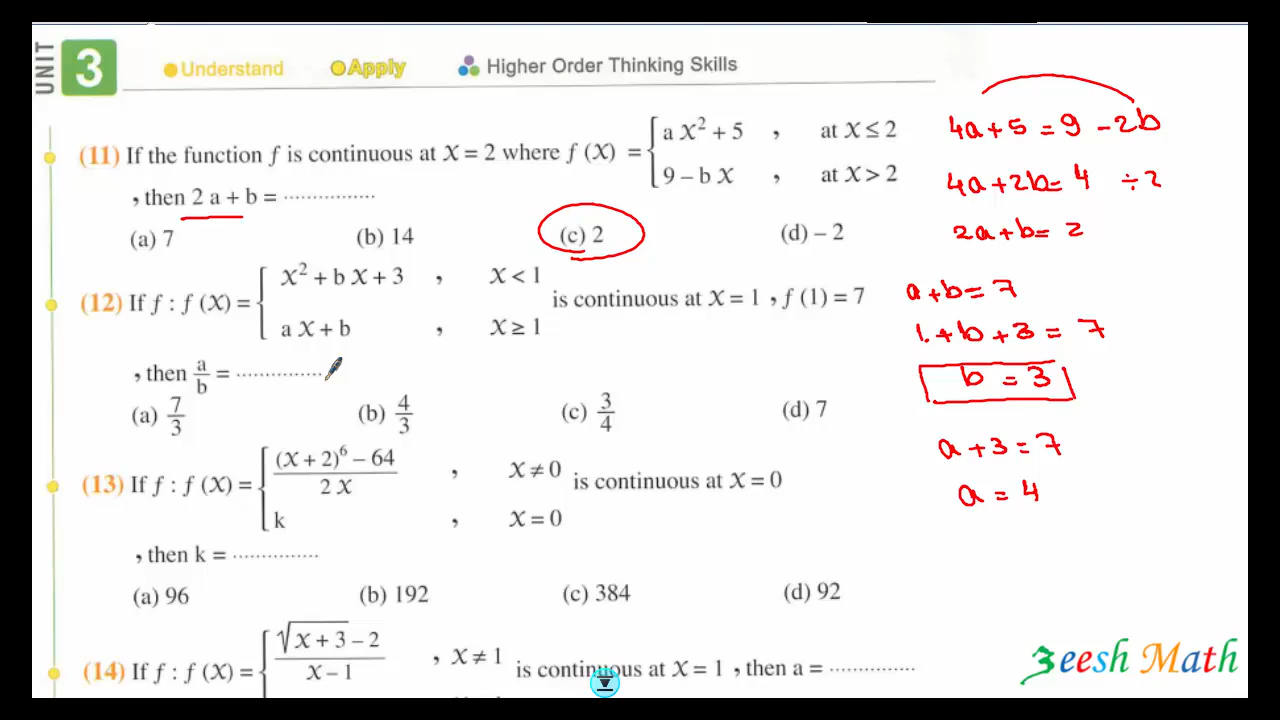 UNIT 3 Understand Apply Higher Order Thinking Skills
(11) If the function f is continuous at X = 2 where f (X) = { a X² + 5 , at X ≤ 2
9 – b X , at X > 2
, then 2 a + b = ................
(a) 7 (b) 14 (c) 2 (d) – 2
(12) If f : f (X) = { X² + b X + 3 , X < 1
a X + b , X ≥ 1
is continuous at X = 1 , f (1) = 7
, then a/b = ...............
(a) 7/3 (b) 4/3 (c) 3/4 (d) 7
(13) If f : f (X) = { ((X + 2)⁶ – 64)/(2 X) , X ≠ 0
k , X = 0
is continuous at X = 0
, then k = ...............
(a) 96 (b) 192 (c) 384 (d) 92
(14) If f : f (X) = { (√(X + 3) – 2)/(X – 1) , X ≠ 1
is continuous at X = 1 , then a = ...............
4a+5 = 9 - 2b
4a+2b= 4 ÷2
2a+b= 2
a+b= 7
1+b+3 = 7
b = 3
a+3 = 7
a = 4
Zeesh Math